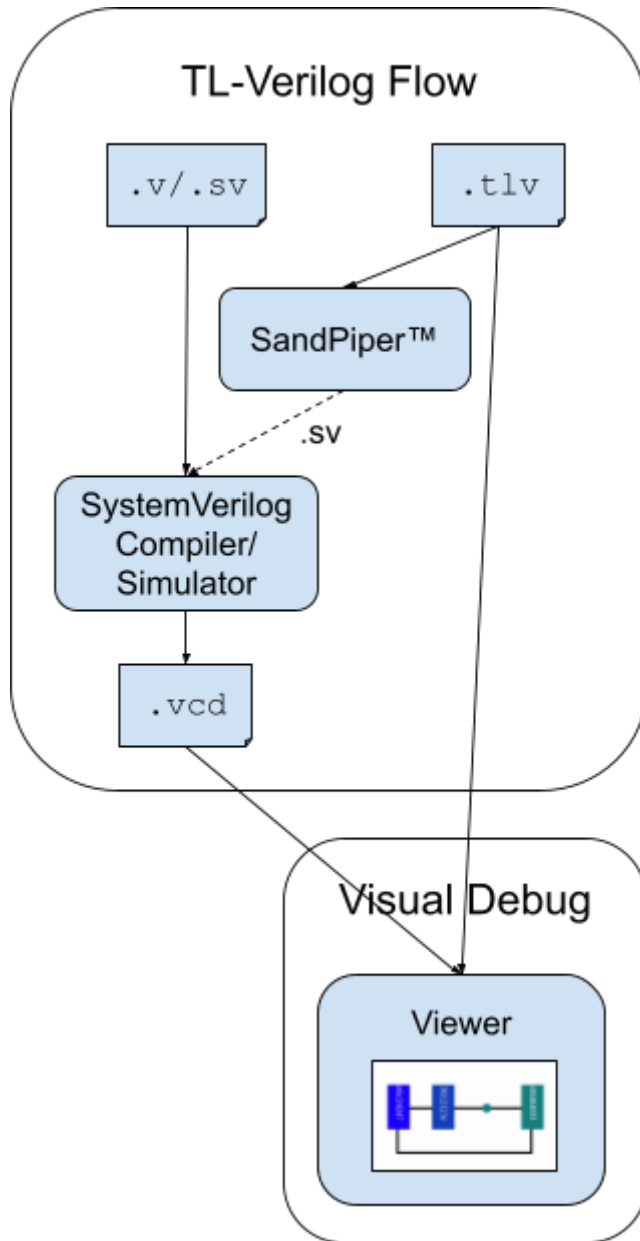 TL-Verilog Flow
.v/.sv
.tlv
SandPiper™
.sv
SystemVerilog
Compiler/
Simulator
.vcd
Visual Debug
Viewer